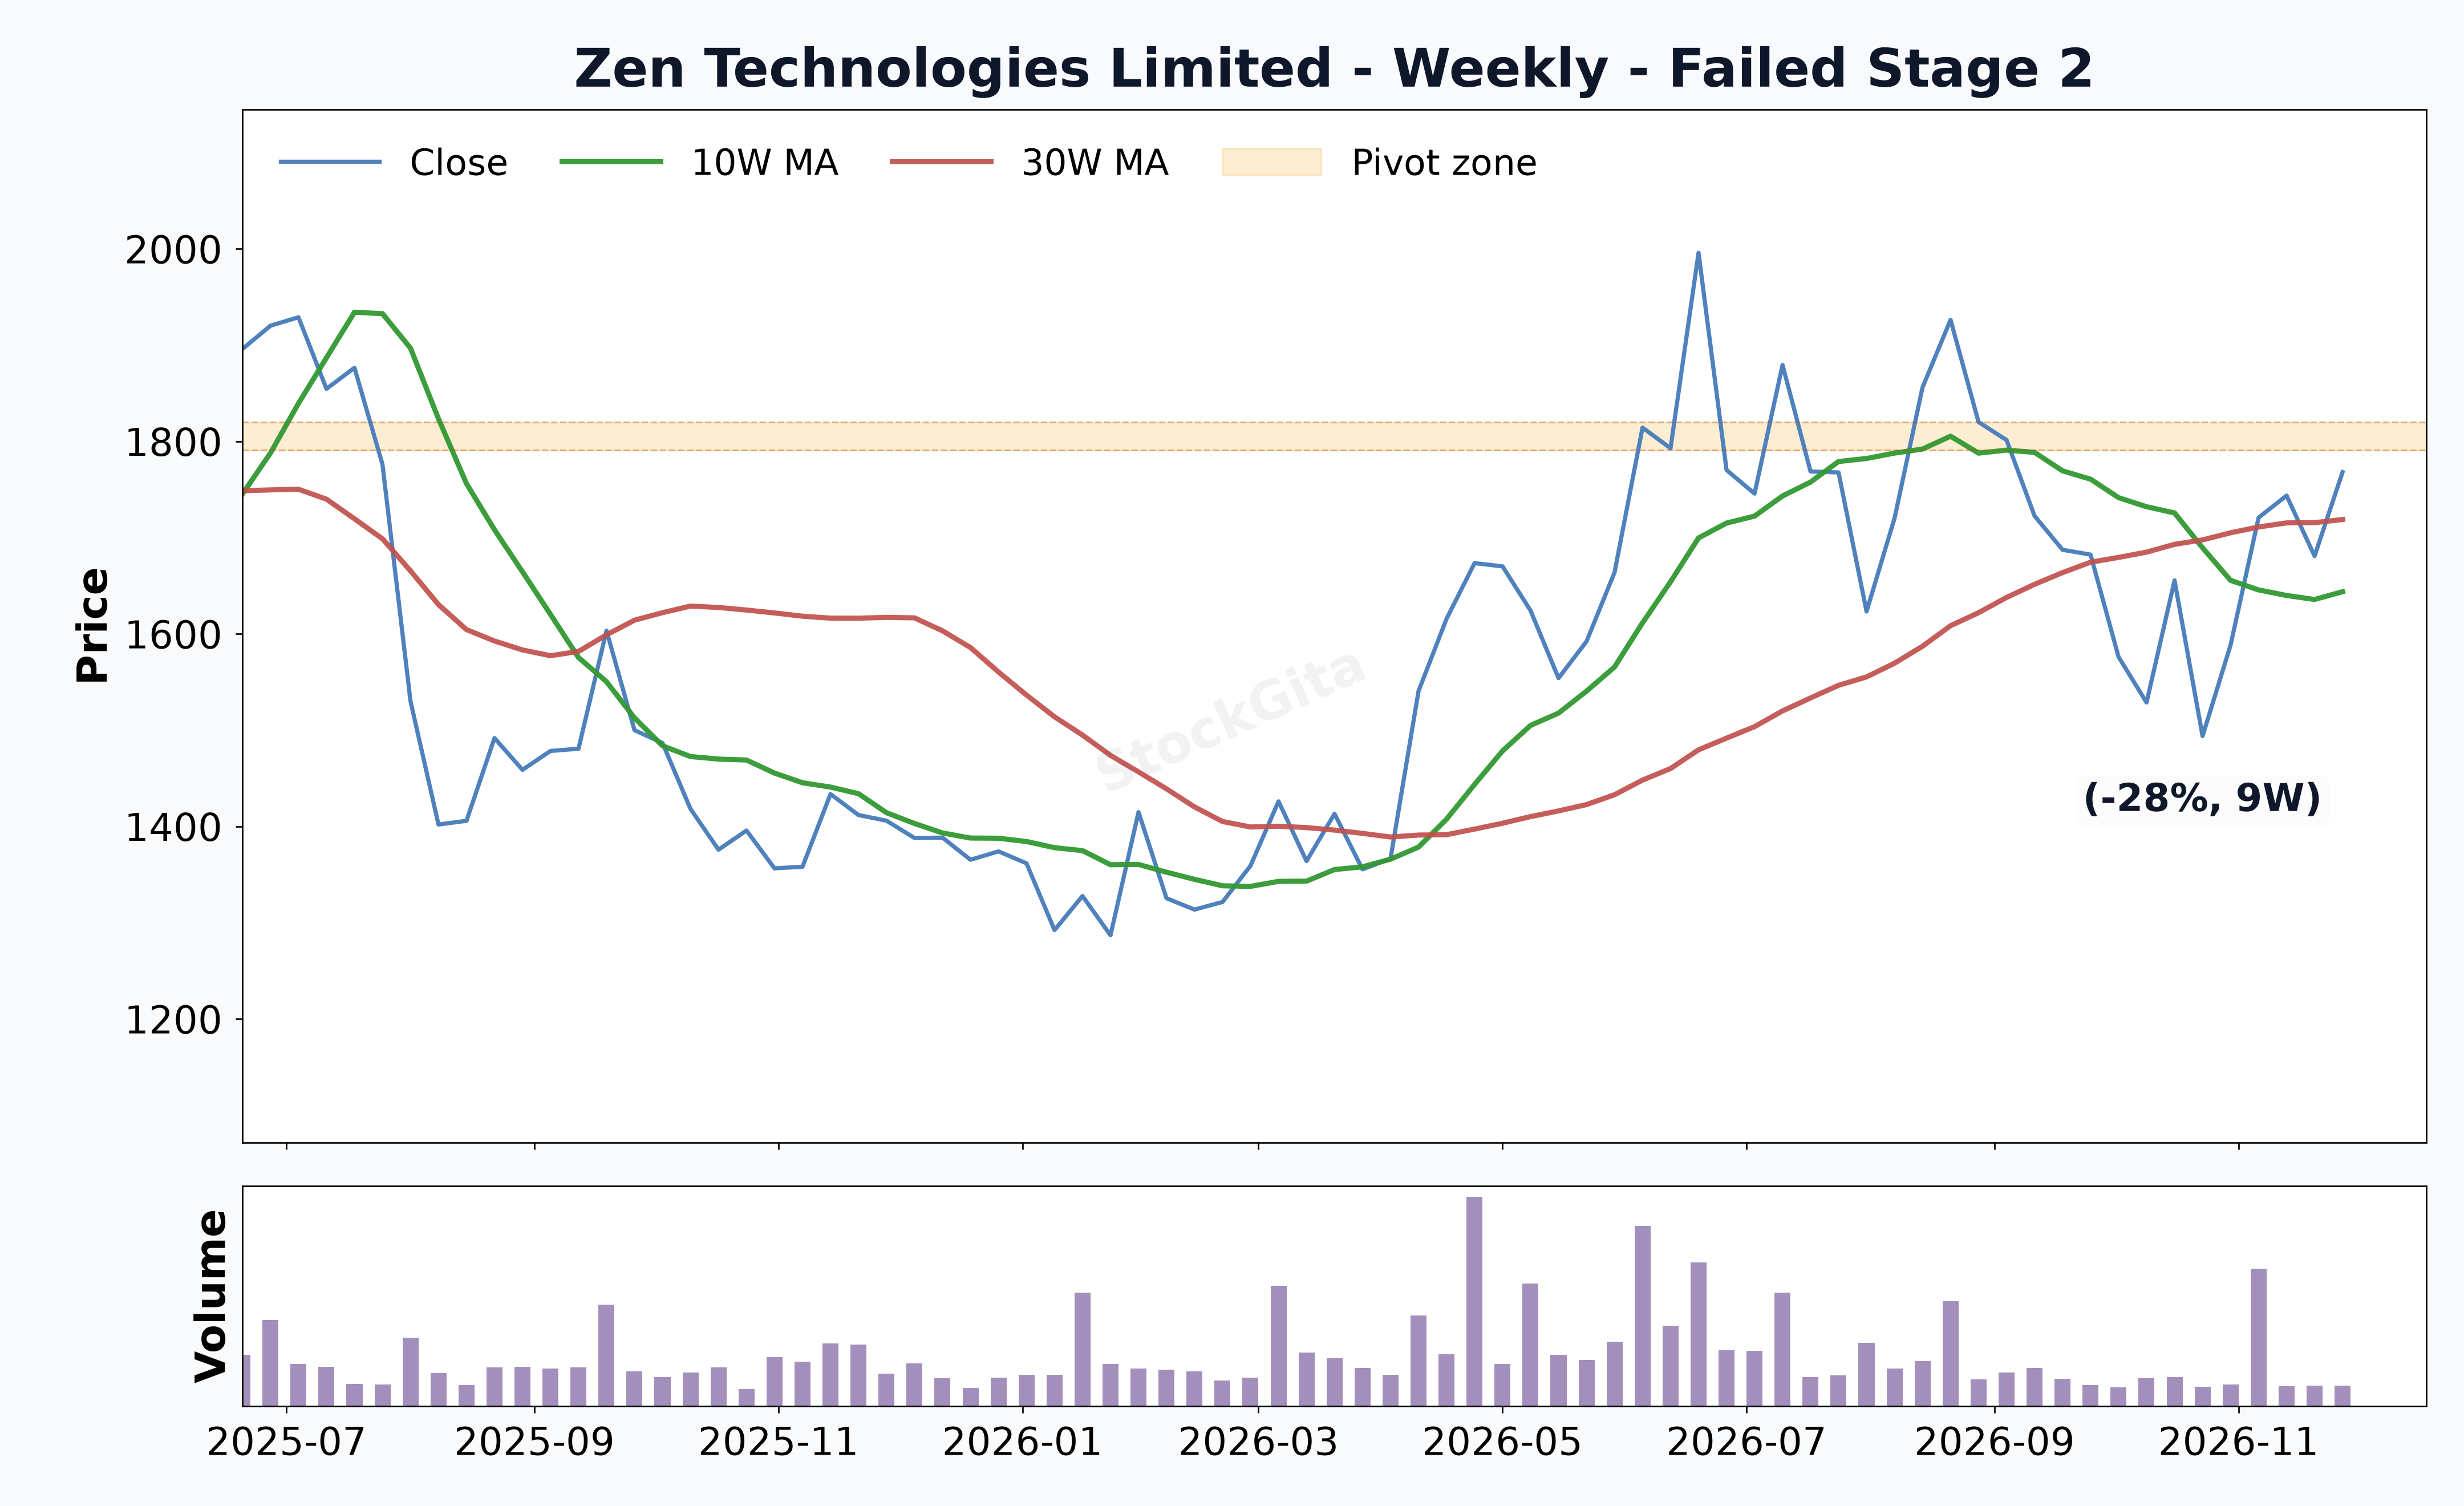 Zen Technologies Limited - Weekly - Failed Stage 2
Close 10W MA 30W MA Pivot zone
2000
1800
1600
1400
1200
Price
StockGita
(-28%, 9W)
Volume
2025-07 2025-09 2025-11 2026-01 2026-03 2026-05 2026-07 2026-09 2026-11